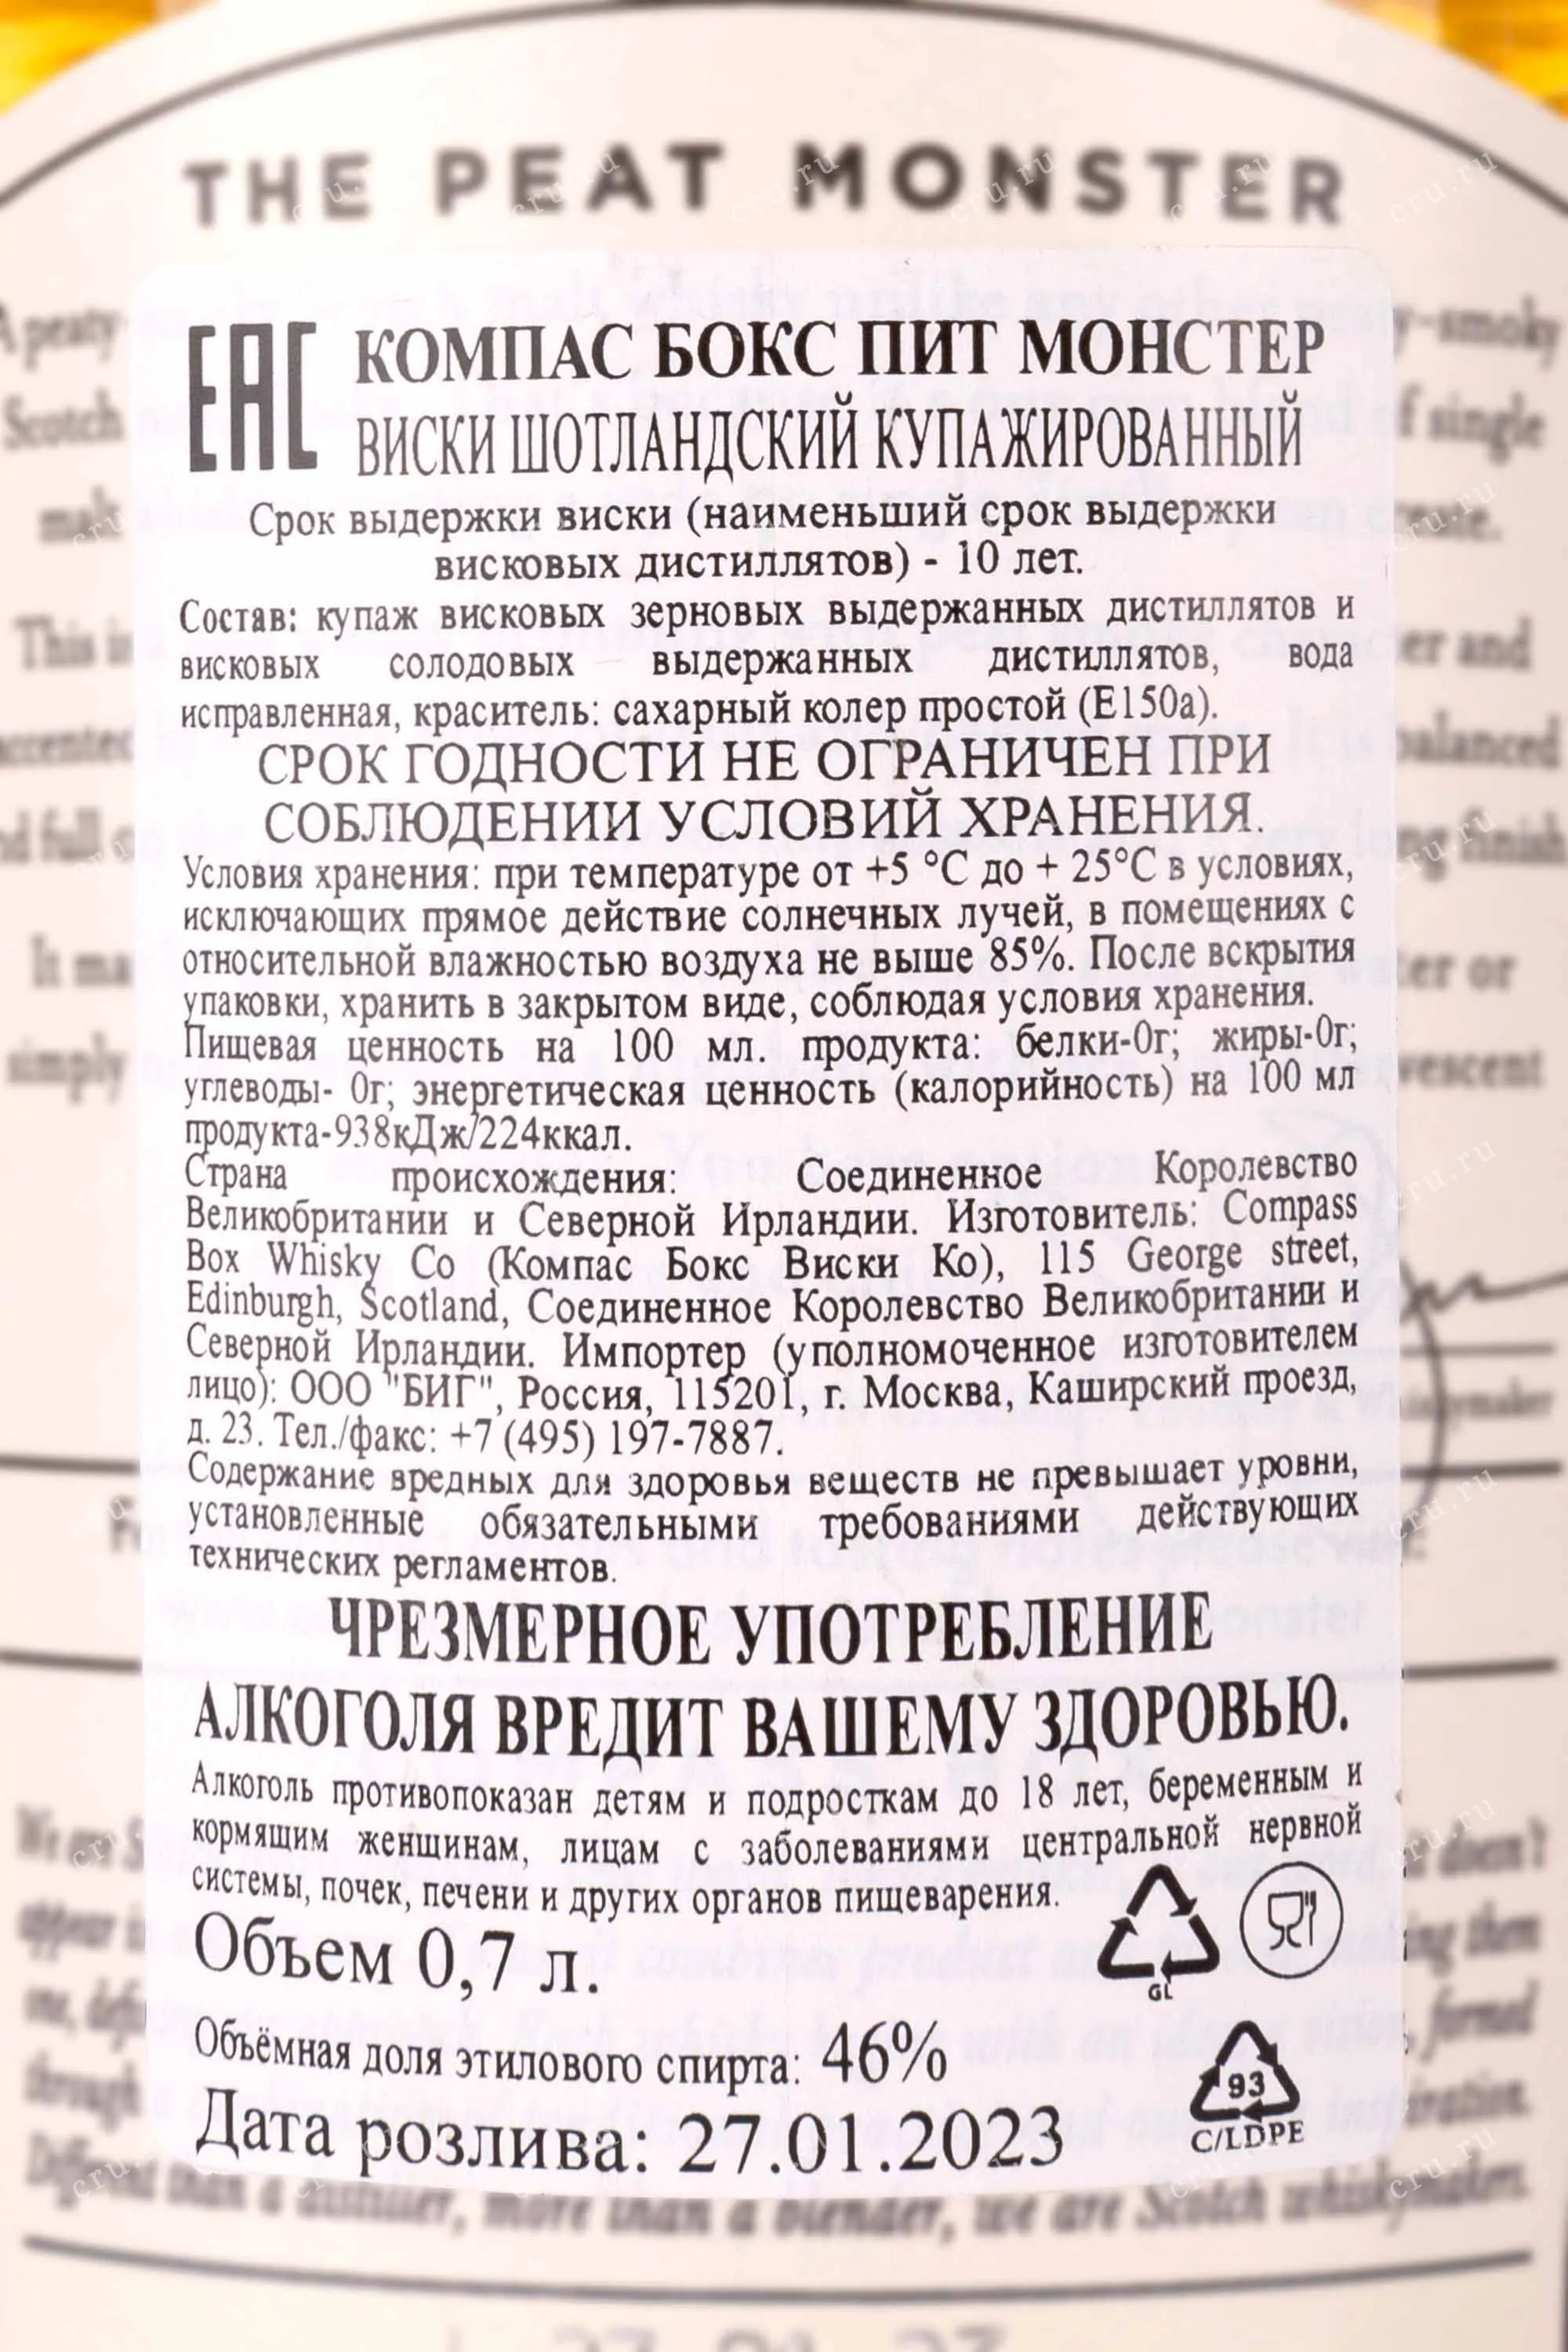 THE PEAT MONSTER
EAC
КОМПАС БОКС ПИТ МОНСТЕР
ВИСКИ ШОТЛАНДСКИЙ КУПАЖИРОВАННЫЙ
Срок выдержки виски (наименьший срок выдержки
висковых дистиллятов) - 10 лет.
Состав: купаж висковых зерновых выдержанных дистиллятов и
висковых солодовых выдержанных дистиллятов, вода
исправленная, краситель: сахарный колер простой (Е150а).
СРОК ГОДНОСТИ НЕ ОГРАНИЧЕН ПРИ
СОБЛЮДЕНИИ УСЛОВИЙ ХРАНЕНИЯ.
Условия хранения: при температуре от +5 °С до + 25°С в условиях,
исключающих прямое действие солнечных лучей, в помещениях с
относительной влажностью воздуха не выше 85%. После вскрытия
упаковки, хранить в закрытом виде, соблюдая условия хранения.
Пищевая ценность на 100 мл. продукта: белки-0г; жиры-0г;
углеводы- 0г; энергетическая ценность (калорийность) на 100 мл
продукта-938кДж/224ккал.
Страна происхождения: Соединенное Королевство
Великобритании и Северной Ирландии. Изготовитель: Compass
Box Whisky Co (Компас Бокс Виски Ко), 115 George street,
Edinburgh, Scotland, Соединенное Королевство Великобритании и
Северной Ирландии. Импортер (уполномоченное изготовителем
лицо): ООО "БИГ", Россия, 115201, г. Москва, Каширский проезд,
д. 23. Тел./факс: +7 (495) 197-7887.
Содержание вредных для здоровья веществ не превышает уровни,
установленные обязательными требованиями действующих
технических регламентов.
ЧРЕЗМЕРНОЕ УПОТРЕБЛЕНИЕ
АЛКОГОЛЯ ВРЕДИТ ВАШЕМУ ЗДОРОВЬЮ.
Алкоголь противопоказан детям и подросткам до 18 лет, беременным и
кормящим женщинам, лицам с заболеваниями центральной нервной
системы, почек, печени и других органов пищеварения.
Объем 0,7 л.
GL
Объёмная доля этилового спирта: 46%
93
C/LDPE
Дата розлива: 27.01.2023
than a distiller, more than a blender, we are Scotch whiskymakers.